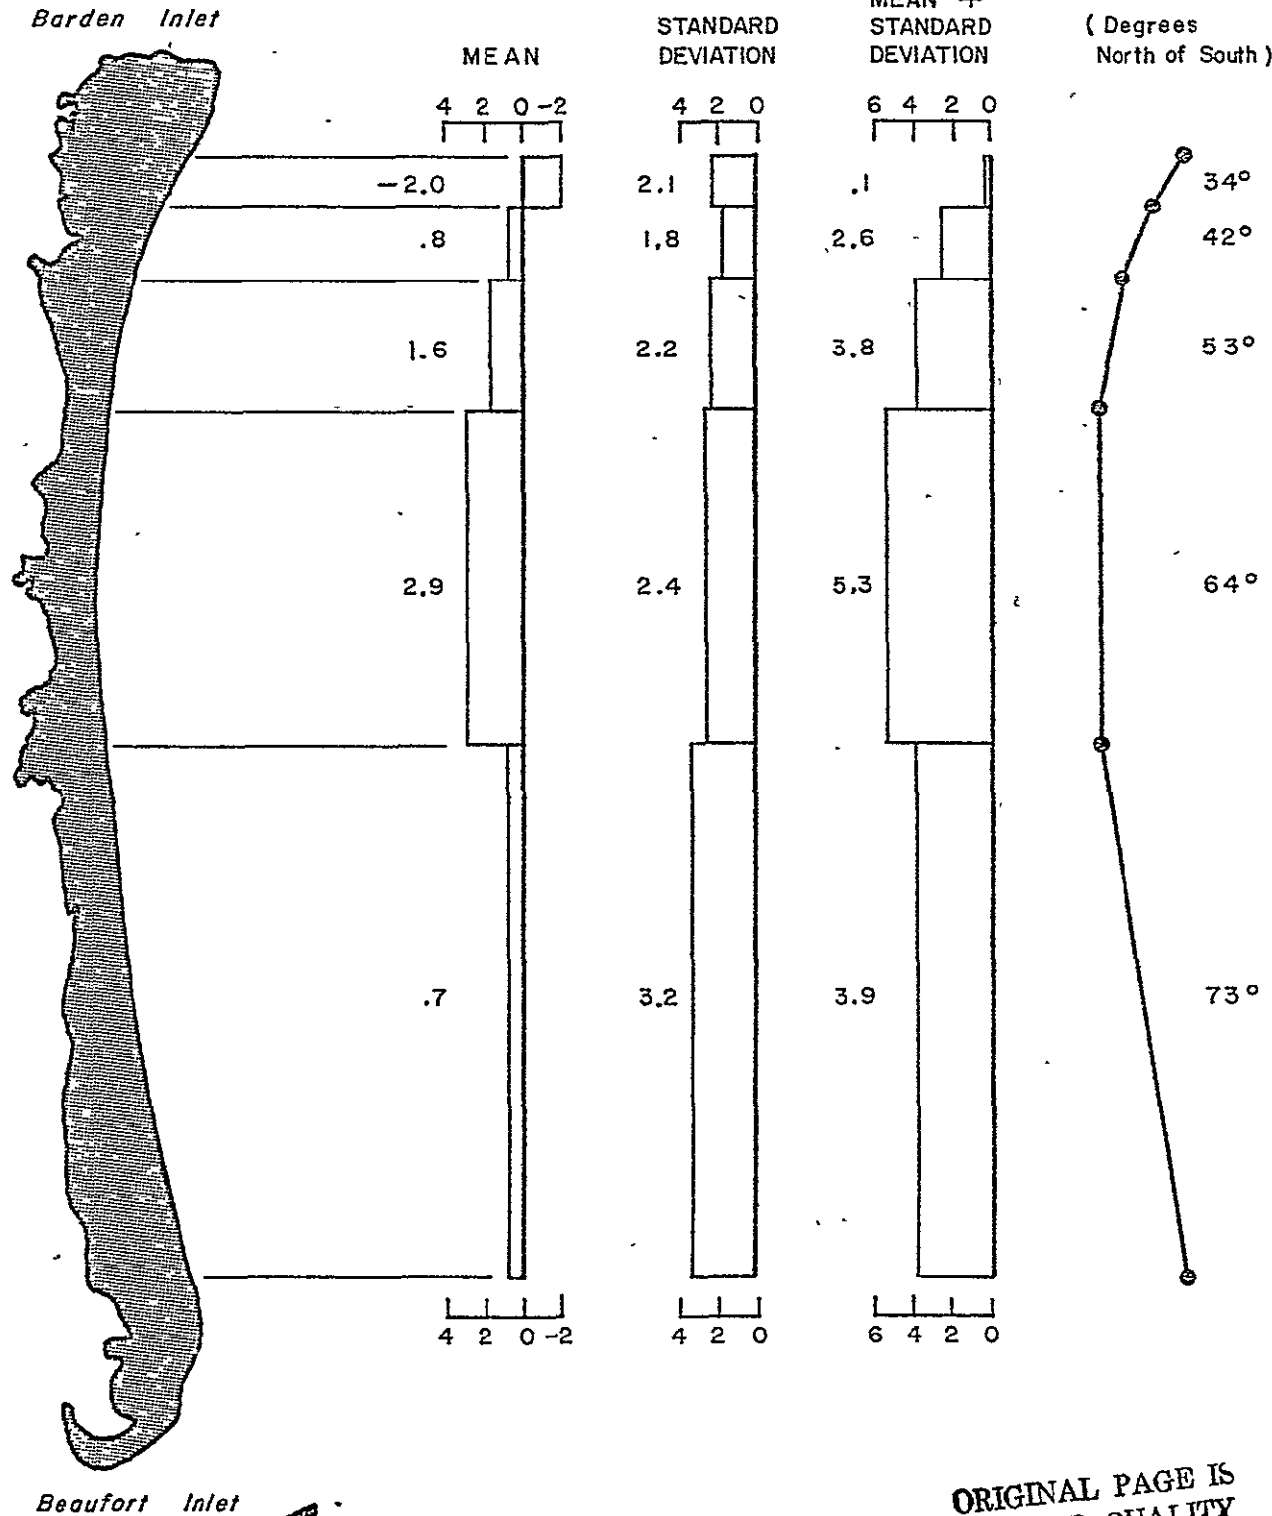 Barden Inlet
MEAN
STANDARD
DEVIATION
MEAN +
STANDARD
DEVIATION
( Degrees
North of South )
4 2 0 -2
4 2 0
6 4 2 0
-2.0 2.1 .1 34°
.8 1.8 2.6 42°
1.6 2.2 3.8 53°
2.9 2.4 5.3 64°
.7 3.2 3.9 73°
4 2 0 -2
4 2 0
6 4 2 0
Beaufort Inlet
ORIGINAL PAGE IS
QUALITY